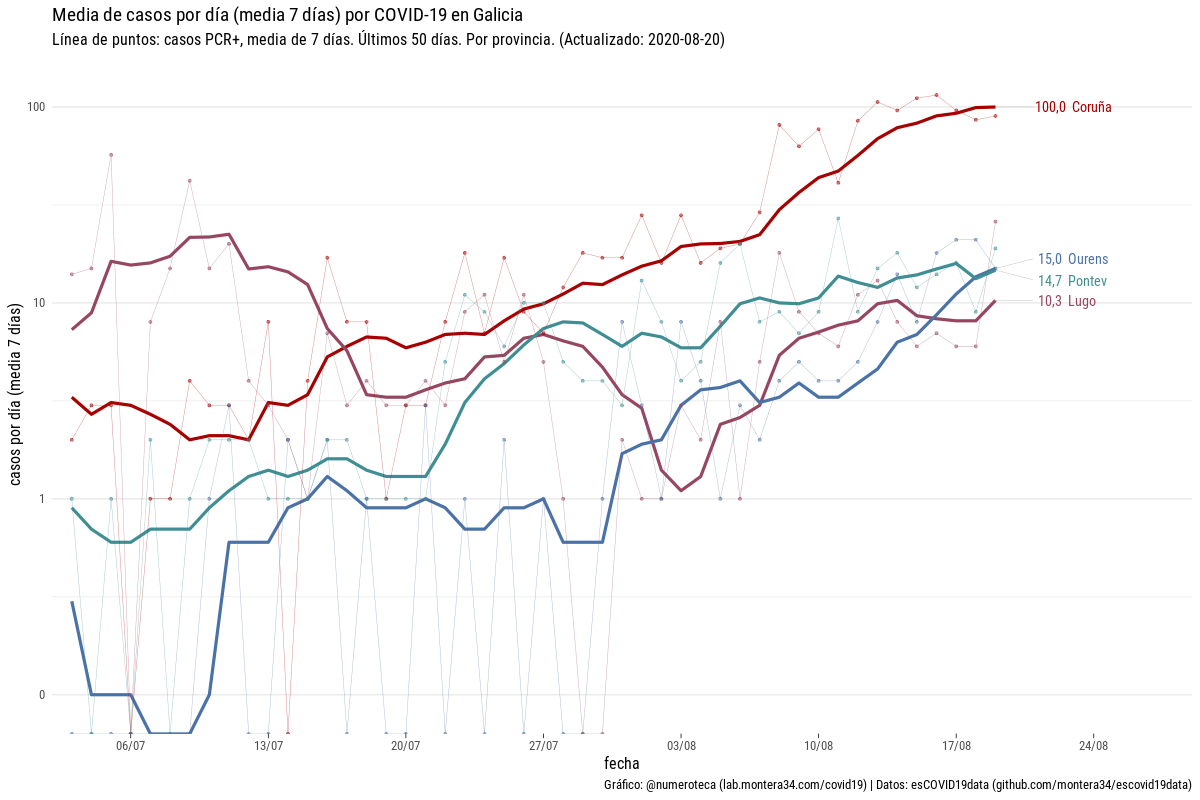 Media de casos por día (media 7 días) por COVID-19 en Galicia
Línea de puntos: casos PCR+, media de 7 días. Últimos 50 días. Por provincia. (Actualizado: 2020-08-20)
casos por día (media 7 días)
100
10
1
0
100,0 Coruña
15,0 Ourens
14,7 Pontev
10,3 Lugo
06/07 13/07 20/07 27/07 03/08 10/08 17/08 24/08
fecha
Gráfico: @numeroteca (lab.montera34.com/covid19) | Datos: esCOVID19data (github.com/montera34/escovid19data)